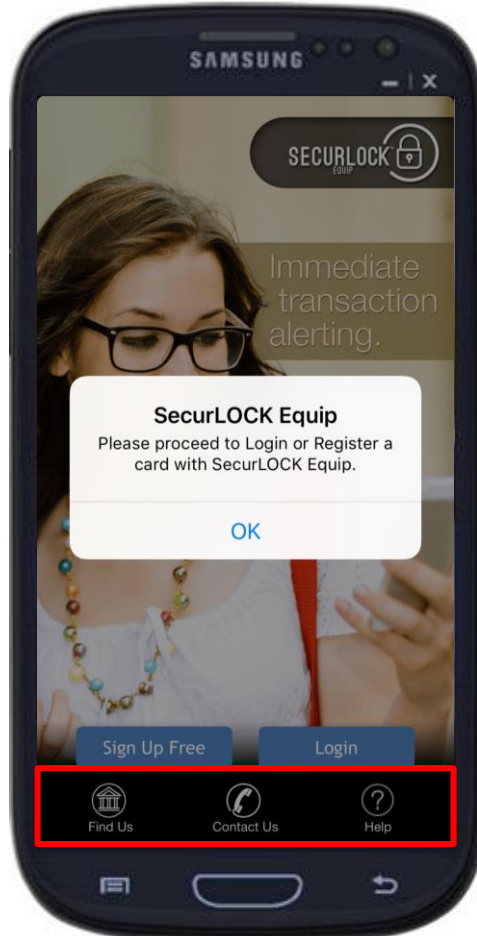 SAMSUNG
SECURLOCK
EQUIP
Immediate
transaction
alerting.
SecurLOCK Equip
Please proceed to Login or Register a
card with SecurLOCK Equip.
OK
Sign Up Free
Login
Find Us
Contact Us
Help